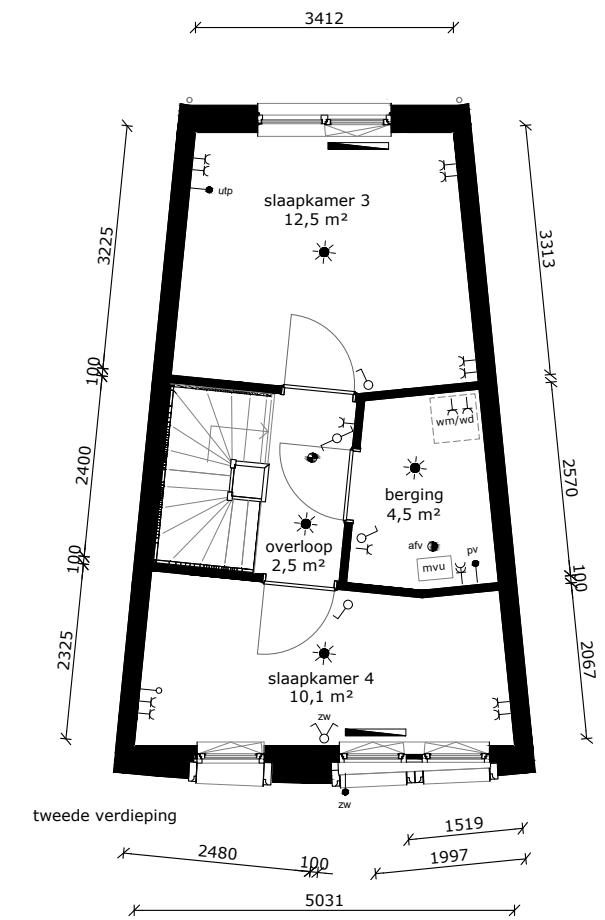 3412
utp
slaapkamer 3
12,5 m²
3225
3313
100
wm/wd
2400
2570
berging
4,5 m²
overloop
2,5 m²
afv
pv
mvu
100
100
2325
2067
slaapkamer 4
10,1 m²
zw
zw
tweede verdieping
1519
2480
100
1997
5031